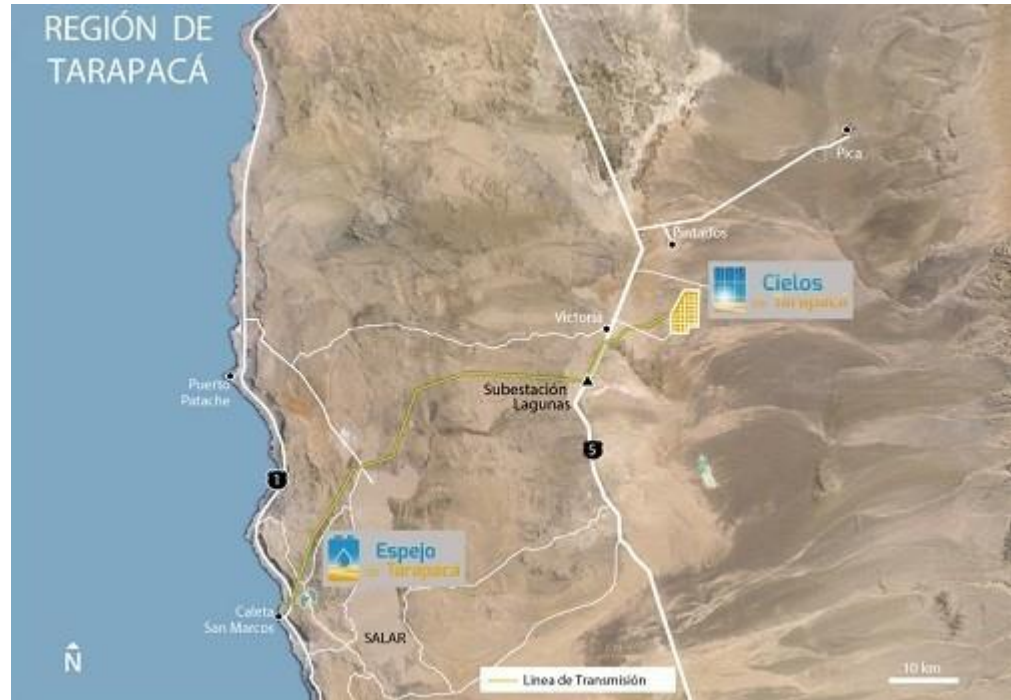 REGIÓN DE
TARAPACÁ
Pica
Pintados
Cielos
de Tarapacá
Victoria
Puerto
Patache
Subestación
Lagunas
5
1
Espejo
de Tarapaca
Caleta
San Marcos
SALAR
N
Línea de Transmisión
10 km